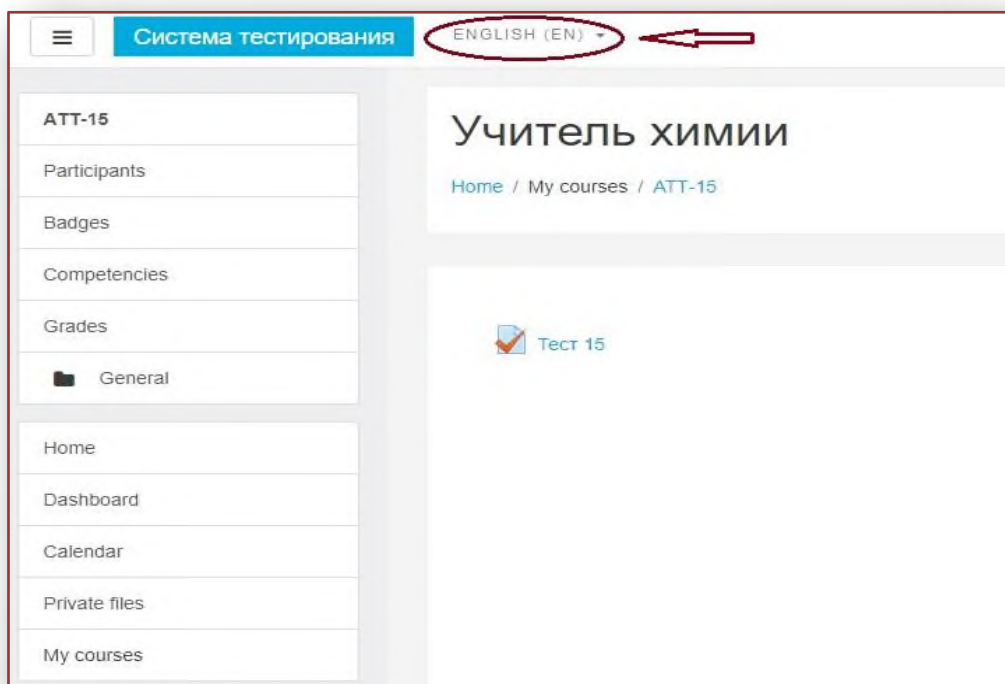 Система тестирования
ENGLISH (EN)
ATT-15
Participants
Badges
Competencies
Grades
General
Home
Dashboard
Calendar
Private files
My courses
Учитель химии
Home / My courses / ATT-15
Тест 15